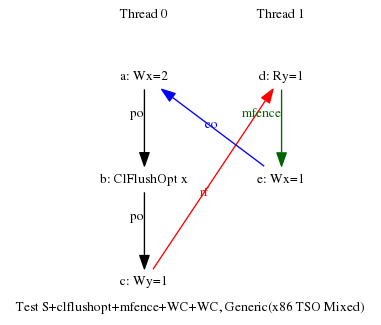 Thread 0 Thread 1
a: Wx=2 d: Ry=1
po mfence
co
b: ClFlushOpt x e: Wx=1
rf
po
c: Wy=1
Test S+clflushopt+mfence+WC+WC, Generic(x86 TSO Mixed)